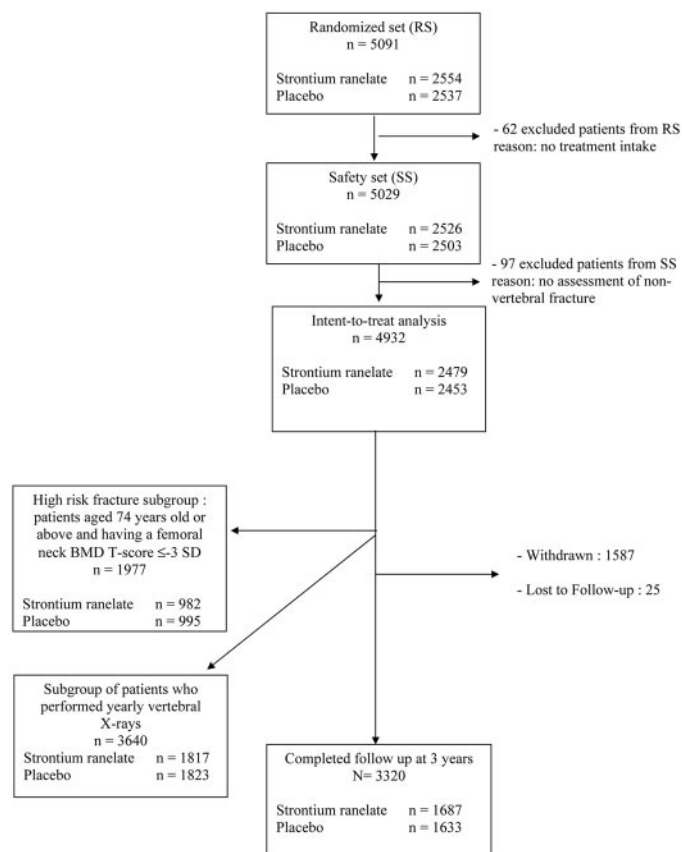 Randomized set (RS)
n = 5091
Strontium ranelate n = 2554
Placebo n = 2537
- 62 excluded patients from RS
reason: no treatment intake
Safety set (SS)
n = 5029
Strontium ranelate n = 2526
Placebo n = 2503
- 97 excluded patients from SS
reason: no assessment of non-
vertebral fracture
Intent-to-treat analysis
n = 4932
Strontium ranelate n = 2479
Placebo n = 2453
High risk fracture subgroup :
patients aged 74 years old or
above and having a femoral
neck BMD T-score ≤-3 SD
n = 1977
Strontium ranelate n = 982
Placebo n = 995
- Withdrawn : 1587
- Lost to Follow-up : 25
Subgroup of patients who
performed yearly vertebral
X-rays
n = 3640
Strontium ranelate n = 1817
Placebo n = 1823
Completed follow up at 3 years
N= 3320
Strontium ranelate n = 1687
Placebo n = 1633